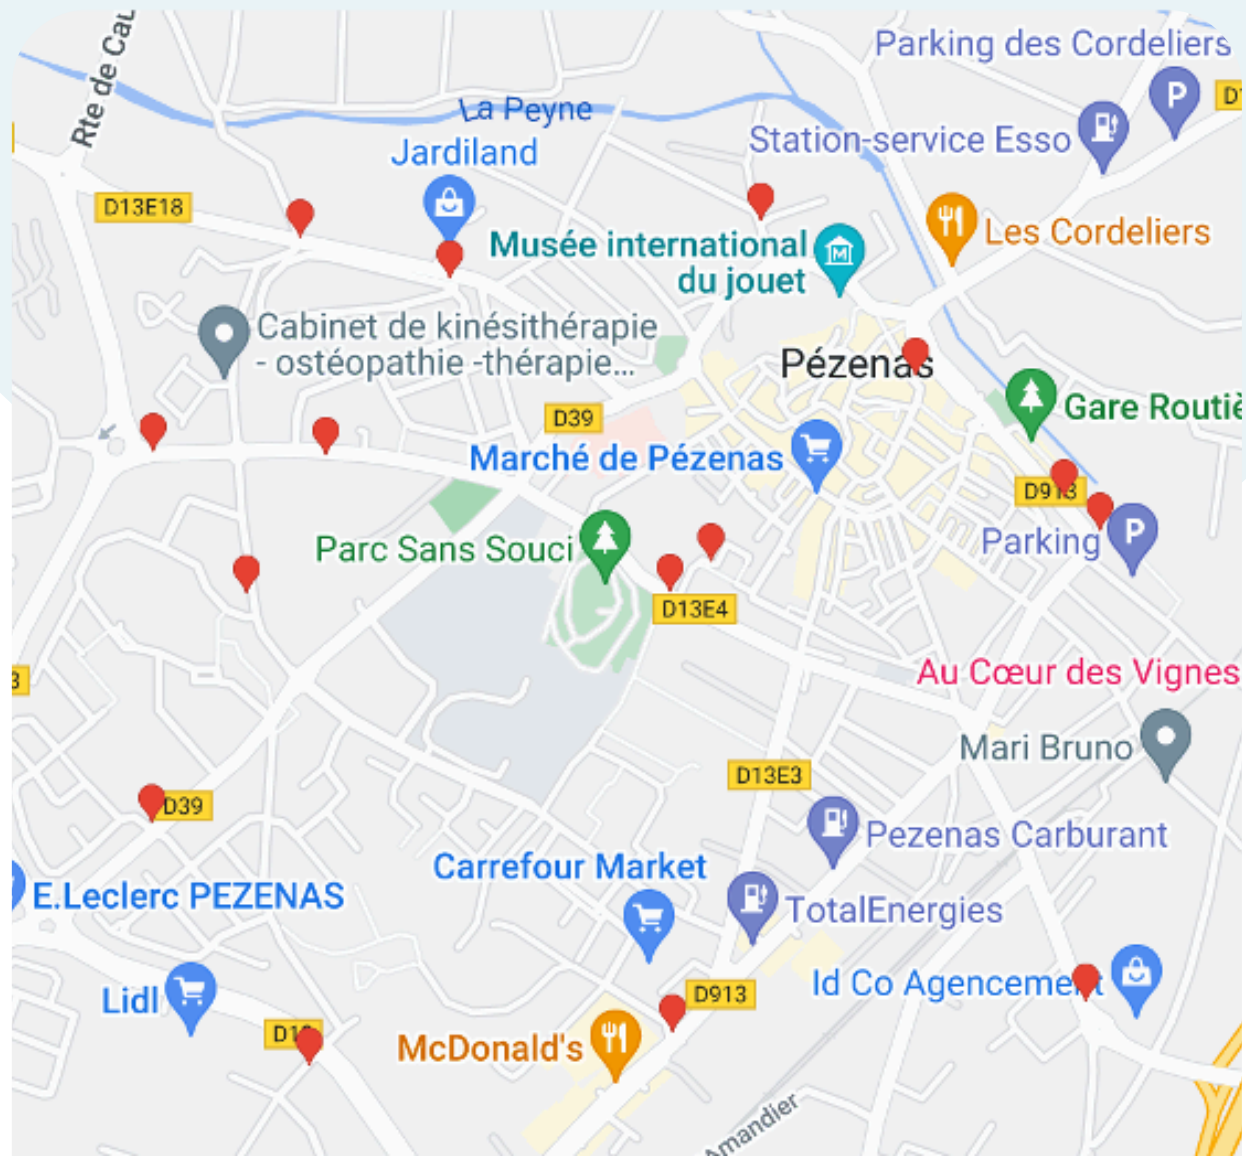 Parking des Cordeliers
Rte de Cau
La Peyne
Station-service Esso
Jardiland
D13E18
Les Cordeliers
Musée international
du jouet
Cabinet de kinésithérapie
- ostéopathie -thérapie...
Pézenas
D39
Gare Routiè
Marché de Pézenas
D913
Parking
Parc Sans Souci
D13E4
Au Cœur des Vignes
Mari Bruno
D13E3
D39
Pezenas Carburant
Carrefour Market
E.Leclerc PEZENAS
TotalEnergies
Id Co Agencement
Lidl
D913
McDonald's
Amandier